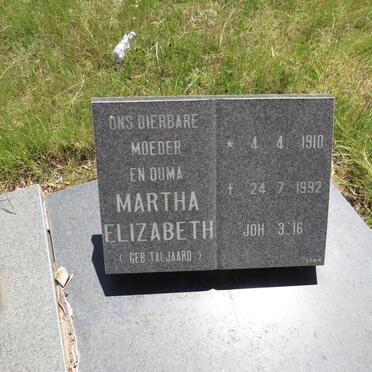 ONS DIERBARE
MOEDER
EN OUMA
MARTHA
ELIZABETH
( GEB TALJAARD )
* 4 4 1910
† 24 7 1992
JOH 3:16